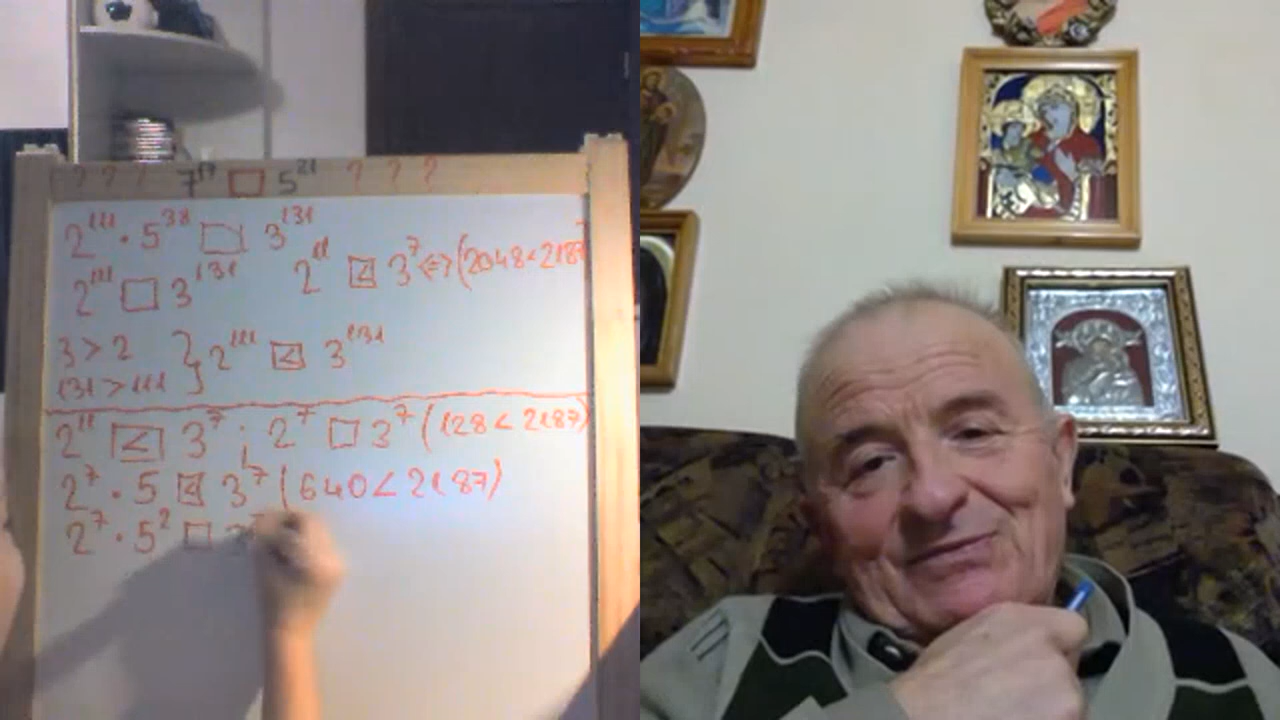 ? ? ? 7¹⁷ □ 5²¹ ? ? ?
2¹¹¹ · 5³⁸ □ 3¹³¹
2¹¹¹ □ 3¹³¹ 2¹¹ < 3⁷ <=> (2048 < 2187
3 > 2
131 > 111 } 2¹¹¹ < 3¹³¹
2¹¹ < 3⁷ ; 2⁷ □ 3⁷ (128 < 2187)
2⁷ · 5 < 3⁷ (640 < 2187)
2⁷ · 5² □